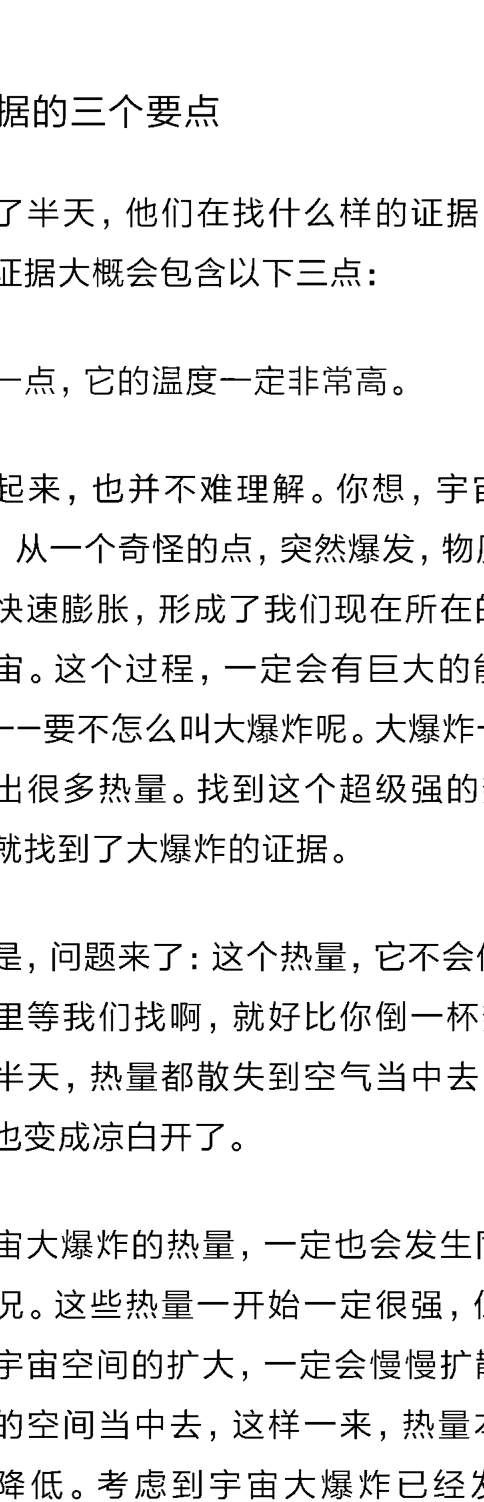 据的三个要点
了半天，他们在找什么样的证据
证据大概会包含以下三点：
一点，它的温度一定非常高。
起来，也并不难理解。你想，宇宙
从一个奇怪的点，突然爆发，物
快速膨胀，形成了我们现在所在的
宙。这个过程，一定会有巨大的能
——要不怎么叫大爆炸呢。大爆炸
出很多热量。找到这个超级强的
就找到了大爆炸的证据。
是，问题来了：这个热量，它不会
里等我们找啊，就好比你倒一杯
半天，热量都散失到空气当中去
也变成凉白开了。
宙大爆炸的热量，一定也会发生同
况。这些热量一开始一定很强，
宇宙空间的扩大，一定会慢慢扩散
的空间当中去，这样一来，热量
降低。考虑到宇宙大爆炸已经发